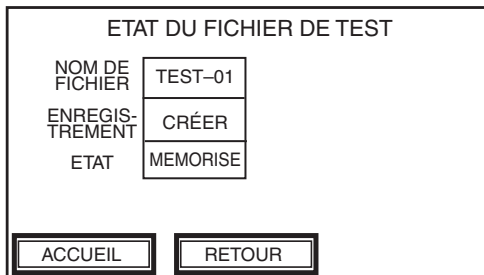 ETAT DU FICHIER DE TEST
NOM DE
FICHIER
TEST–01
ENREGIS-
TREMENT
CRÉER
ETAT
MEMORISE
ACCUEIL
RETOUR